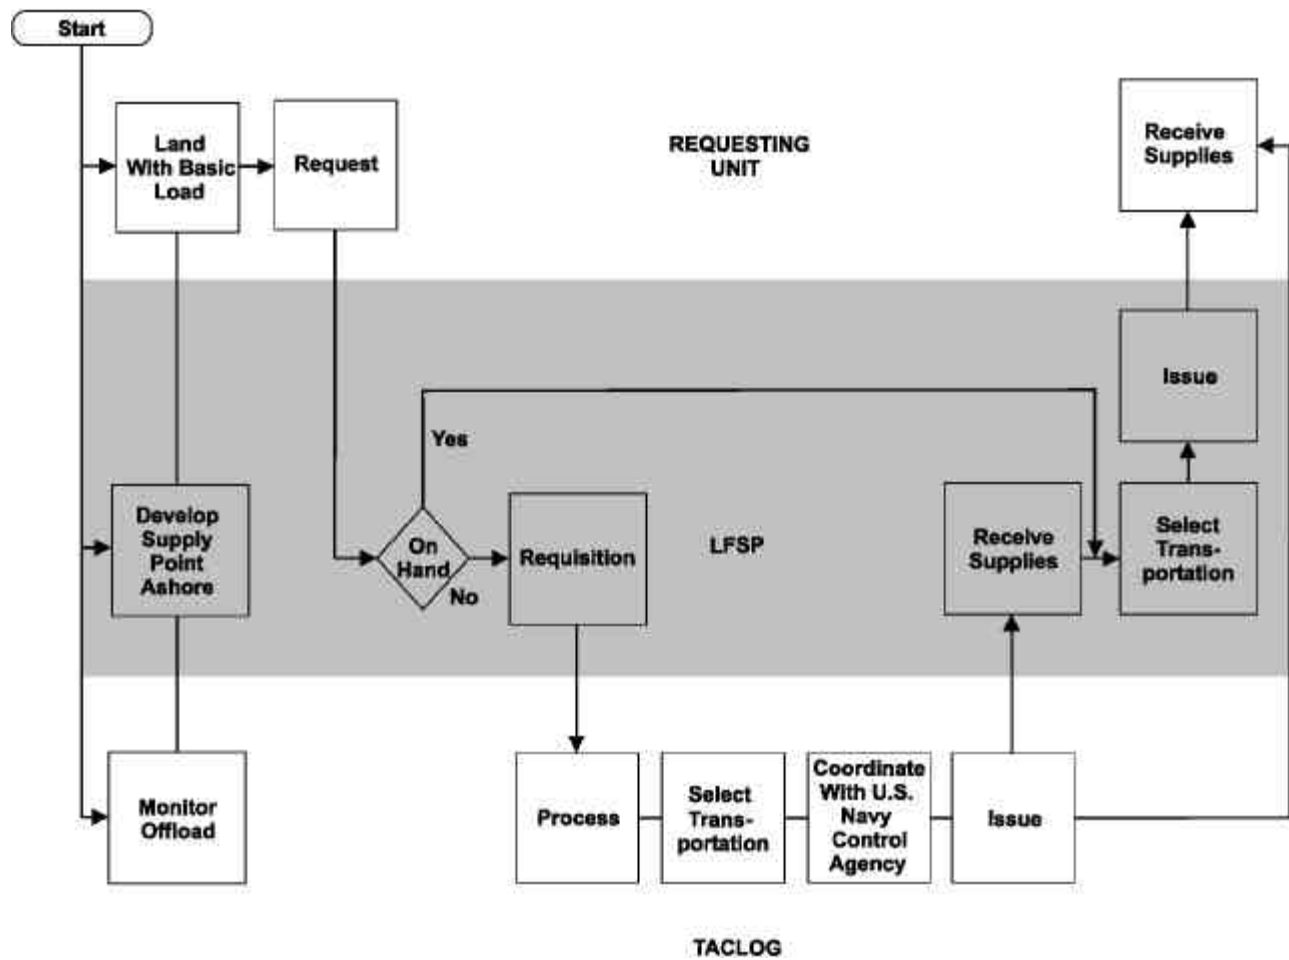 Start
Land
With Basic
Load
Request
REQUESTING
UNIT
Receive
Supplies
Issue
Yes
Develop
Supply
Point
Ashore
On
Hand
No
Requisition
LFSP
Receive
Supplies
Select
Trans-
portation
Monitor
Offload
Process
Select
Trans-
portation
Coordinate
With U.S.
Navy
Control
Agency
Issue
TACLOG